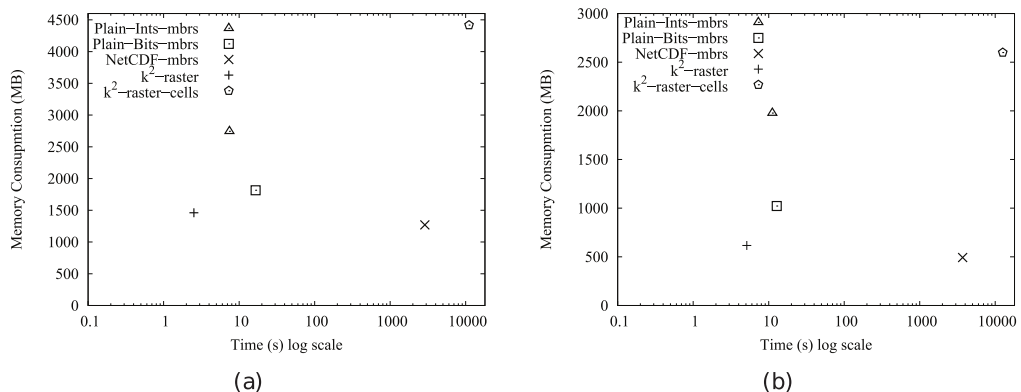 4500
4000
3500
3000
2500
2000
1500
1000
500
0
Memory Consupmtion (MB)
Plain−Ints−mbrs
Plain−Bits−mbrs
NetCDF−mbrs
k²−raster
k²−raster−cells
0.1 1 10 100 1000 10000
Time (s) log scale
(a)
3000
2500
2000
1500
1000
500
0
Memory Consupmtion (MB)
Plain−Ints−mbrs
Plain−Bits−mbrs
NetCDF−mbrs
k²−raster
k²−raster−cells
0.1 1 10 100 1000 10000
Time (s) log scale
(b)